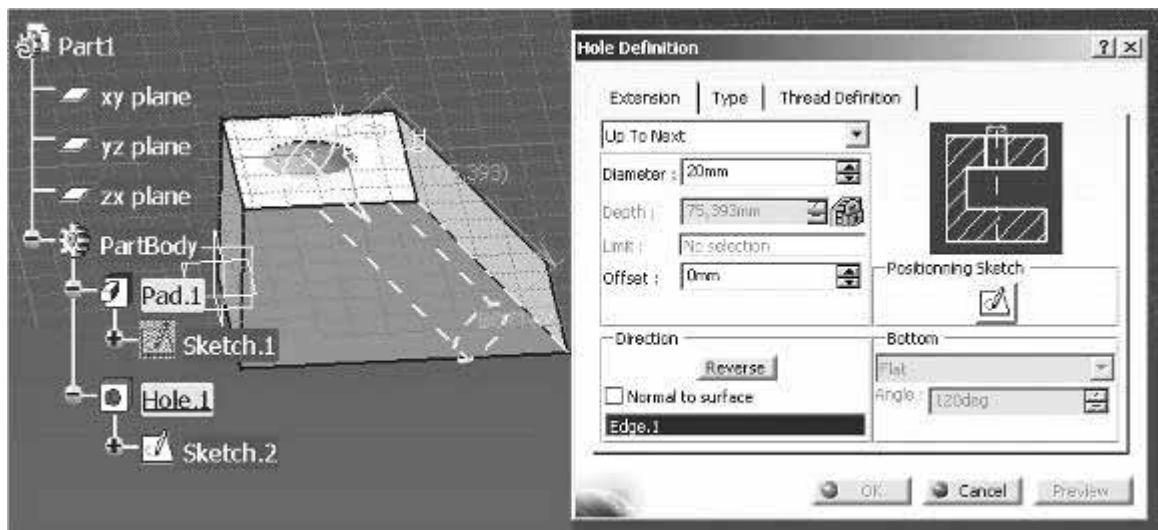 Part1
xy plane
yz plane
zx plane
PartBody
Pad.1
Sketch.1
Hole.1
Sketch.2
Hole Definition
Extension Type Thread Definition
Up To Next
Diameter : 20mm
Depth : 75,393mm
Limit : No selection
Offset : 0mm
Positionning Sketch
Direction
Reverse
Normal to surface
Edge.1
Bottom
Flat
Angle : 120deg
OK Cancel Preview
V
H
,393)